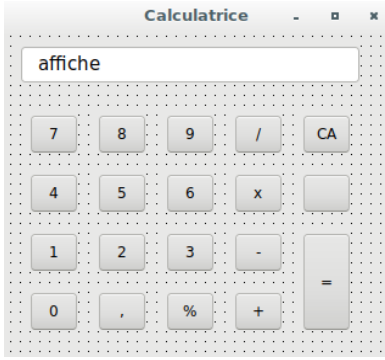 Calculatrice
affiche
7 8 9 / CA
4 5 6 x
1 2 3 -
=
0 , % +